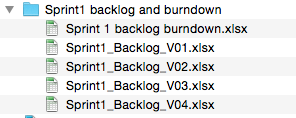 Sprint1 backlog and burndown
Sprint 1 backlog burndown.xlsx
Sprint1_Backlog_V01.xlsx
Sprint1_Backlog_V02.xlsx
Sprint1_Backlog_V03.xlsx
Sprint1_Backlog_V04.xlsx